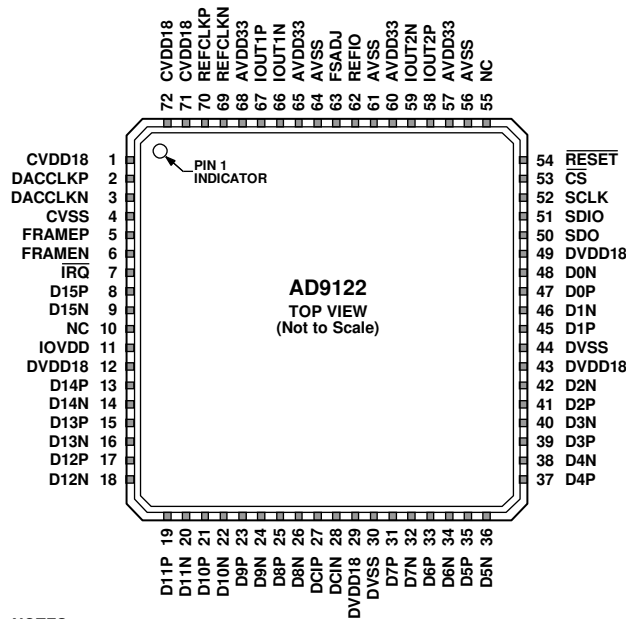 72 CVDD18
71 CVDD18
70 REFCLKP
69 REFCLKN
68 AVDD33
67 IOUT1P
66 IOUT1N
65 AVDD33
64 AVSS
63 FSADJ
62 REFIO
61 AVSS
60 AVDD33
59 IOUT2N
58 IOUT2P
57 AVDD33
56 AVSS
55 NC
CVDD18 1
DACCLKP 2
DACCLKN 3
CVSS 4
FRAMEP 5
FRAMEN 6
IRQ 7
D15P 8
D15N 9
NC 10
IOVDD 11
DVDD18 12
D14P 13
D14N 14
D13P 15
D13N 16
D12P 17
D12N 18
PIN 1
INDICATOR
AD9122
TOP VIEW
(Not to Scale)
54 RESET
53 CS
52 SCLK
51 SDIO
50 SDO
49 DVDD18
48 D0N
47 D0P
46 D1N
45 D1P
44 DVSS
43 DVDD18
42 D2N
41 D2P
40 D3N
39 D3P
38 D4N
37 D4P
D11P 19
D11N 20
D10P 21
D10N 22
D9P 23
D9N 24
D8P 25
D8N 26
DCIP 27
DCIN 28
DVDD18 29
DVSS 30
D7P 31
D7N 32
D6P 33
D6N 34
D5P 35
D5N 36